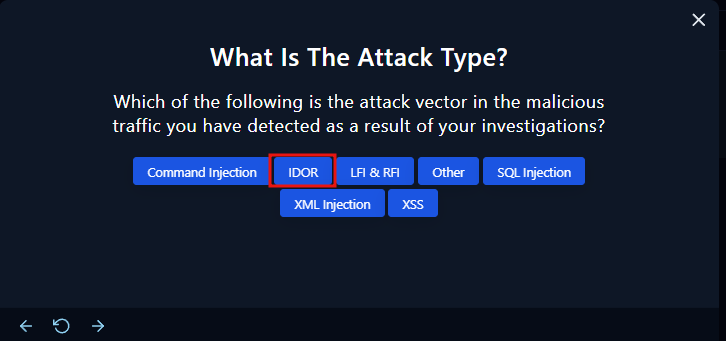 What Is The Attack Type?
Which of the following is the attack vector in the malicious
traffic you have detected as a result of your investigations?
Command Injection IDOR LFI & RFI Other SQL Injection
XML Injection XSS